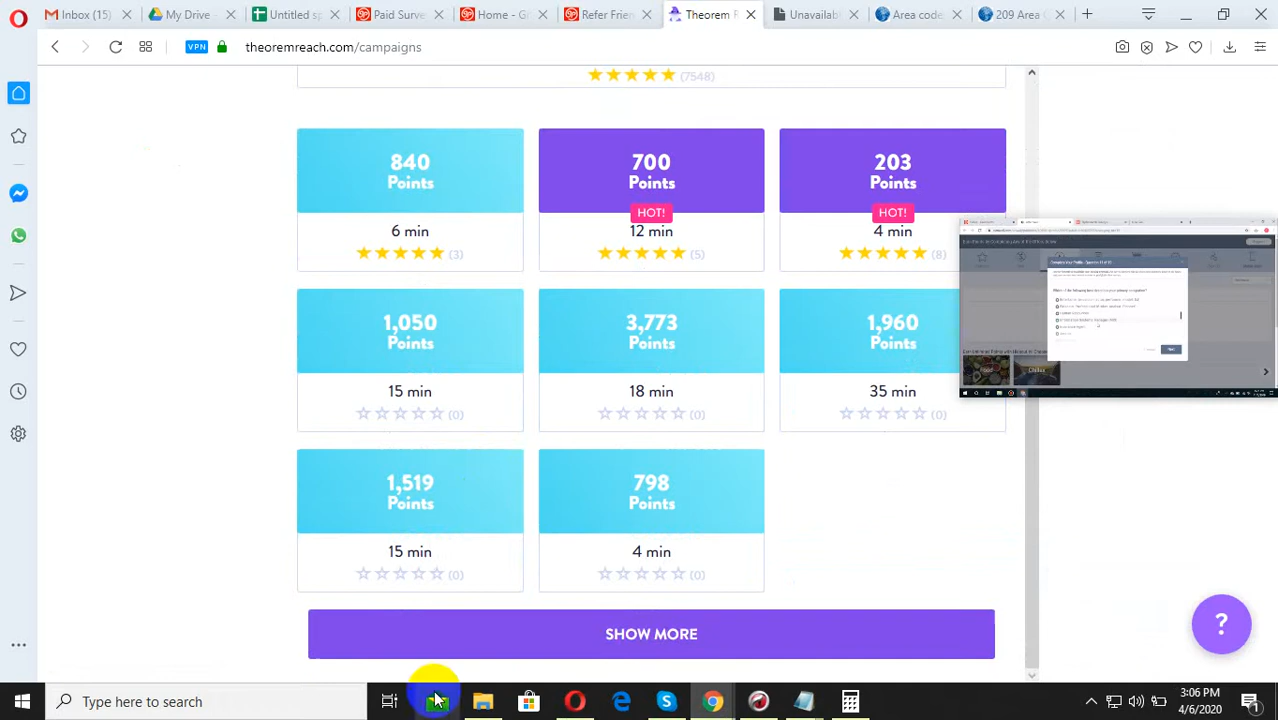 Inbox (54)
My Drive -
Untitled sp
Paid Surve
Home - G
Refer Frien
Theorem R
Unavailab
Area code
209 Area C
VPN
theoremreach.com/campaigns
(7548)
840
Points
6 min
(3)
700
Points
HOT!
12 min
(5)
203
Points
HOT!
4 min
(8)
Points
15 min
(0)
3,773
Points
18 min
(0)
1,960
Points
35 min
(0)
1,519
Points
15 min
(0)
798
Points
4 min
(0)
SHOW MORE
?
Food
Type here to search
3:06 PM
4/6/2020